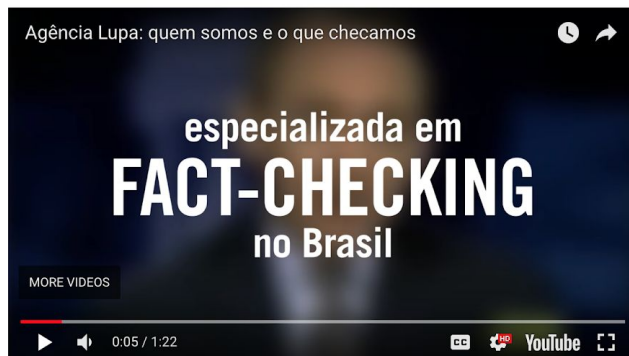 Agência Lupa: quem somos e o que checamos
especializada em
FACT-CHECKING
no Brasil
MORE VIDEOS
0:05 / 1:22
CC
HD
YouTube